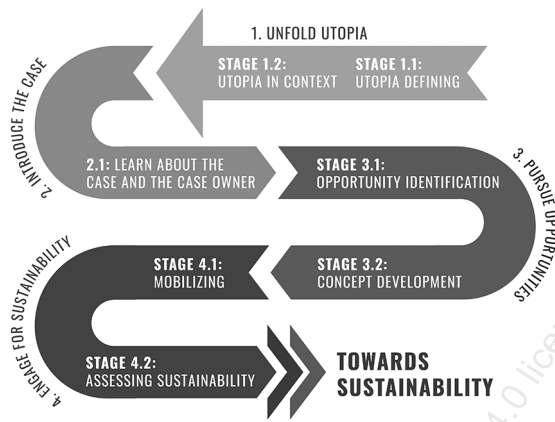 1. UNFOLD UTOPIA
STAGE 1.2:
UTOPIA IN CONTEXT
STAGE 1.1:
UTOPIA DEFINING
2. INTRODUCE THE CASE
2.1: LEARN ABOUT THE
CASE AND THE CASE OWNER
STAGE 3.1:
OPPORTUNITY IDENTIFICATION
3. PURSUE OPPORTUNITIES
STAGE 4.1:
MOBILIZING
STAGE 3.2:
CONCEPT DEVELOPMENT
4. ENGAGE FOR SUSTAINABILITY
STAGE 4.2:
ASSESSING SUSTAINABILITY
TOWARDS
SUSTAINABILITY